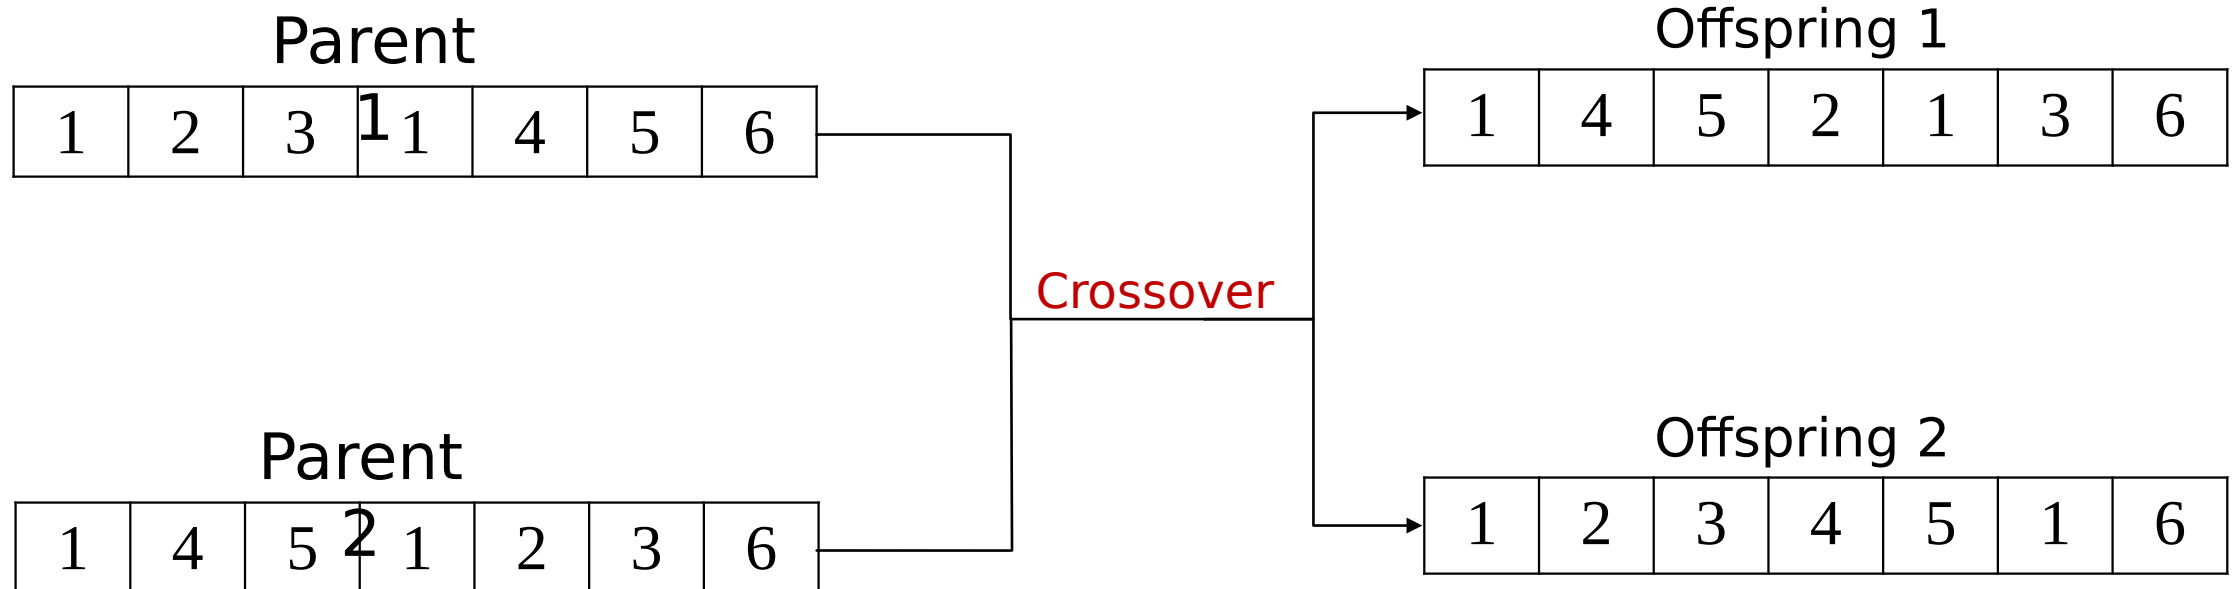 Parent
1
1 2 3 1 4 5 6
Offspring 1
1 4 5 2 1 3 6
Crossover
Parent
2
1 4 5 1 2 3 6
Offspring 2
1 2 3 4 5 1 6